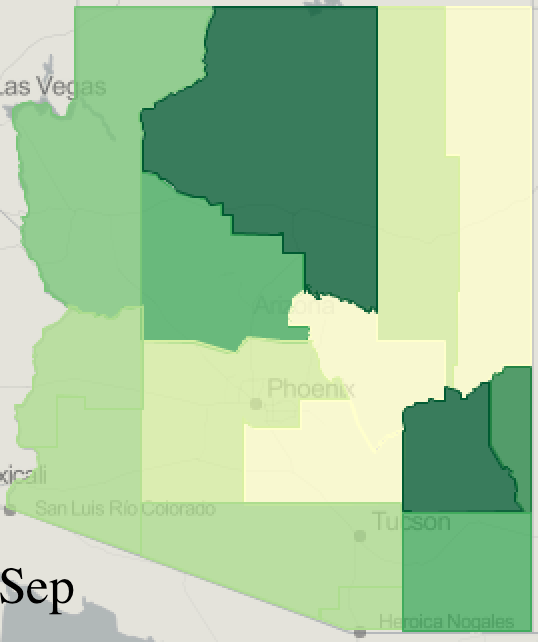 Las Vegas
Arizona
Phoenix
xicali
San Luis Río Colorado
Tucson
Sep
Heroica Nogales